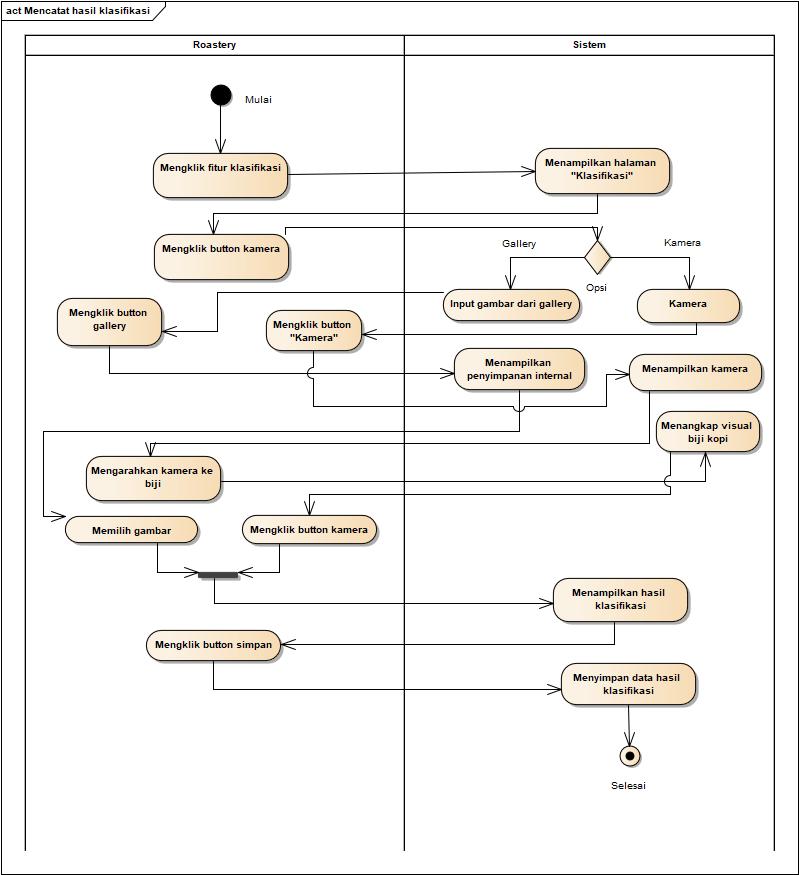 act Mencatat hasil klasifikasi
Roastery
Sistem
Mulai
Mengklik fitur klasifikasi
Menampilkan halaman
"Klasifikasi"
Mengklik button kamera
Gallery
Kamera
Opsi
Input gambar dari gallery
Kamera
Mengklik button
gallery
Mengklik button
"Kamera"
Menampilkan
penyimpanan internal
Menampilkan kamera
Menangkap visual
biji kopi
Mengarahkan kamera ke
biji
Memilih gambar
Mengklik button kamera
Menampilkan hasil
klasifikasi
Mengklik button simpan
Menyimpan data hasil
klasifikasi
Selesai